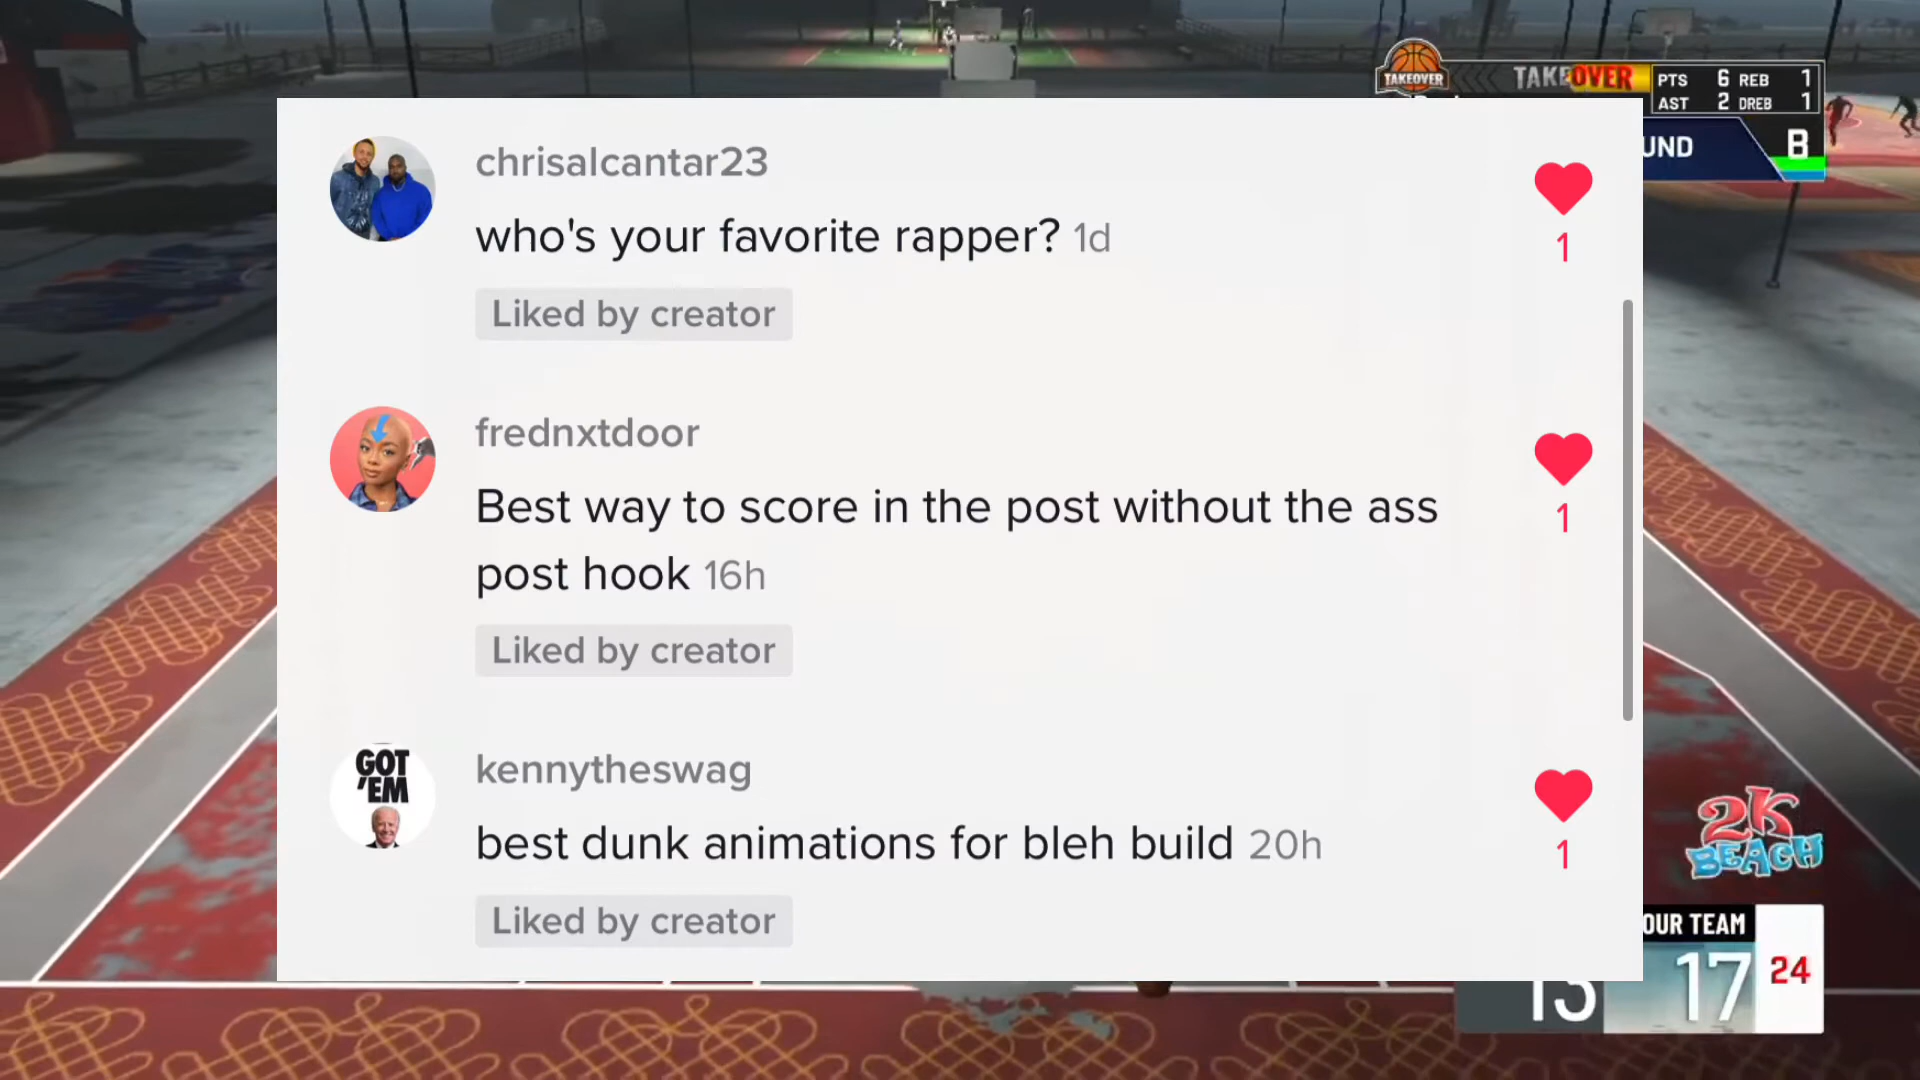 TAKEOVER
TAKEOVER
PTS 6 REB 1
AST 2 DREB 1
UND B
chrisalcantar23
who's your favorite rapper? 1d
1
Liked by creator
frednxtdoor
Best way to score in the post without the ass
post hook 16h
1
Liked by creator
GOT
'EM
kennytheswag
best dunk animations for bleh build 20h
1
Liked by creator
2K
BEACH
OUR TEAM
13 17 24